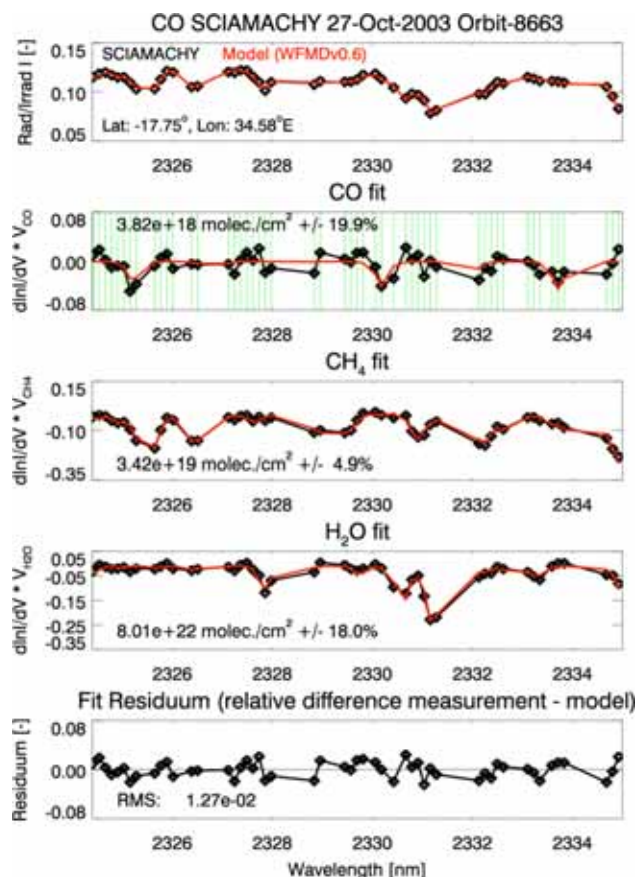 CO SCIAMACHY 27-Oct-2003 Orbit-8663
0.15
0.10
0.05
Rad/Irrad I [-]
SCIAMACHY Model (WFMDv0.6)
Lat: -17.75°, Lon: 34.58°E
2326 2328 2330 2332 2334
CO fit
0.08
0.00
-0.08
dlnI/dV * V_CO
3.82e+18 molec./cm² +/- 19.9%
2326 2328 2330 2332 2334
CH₄ fit
0.15
-0.10
-0.35
dlnI/dV * V_CH4
3.42e+19 molec./cm² +/- 4.9%
2326 2328 2330 2332 2334
H₂O fit
0.05
-0.05
-0.15
-0.25
-0.35
dlnI/dV * V_H2O
8.01e+22 molec./cm² +/- 18.0%
2326 2328 2330 2332 2334
Fit Residuum (relative difference measurement - model)
0.08
0.00
-0.08
Residuum [-]
RMS: 1.27e-02
2326 2328 2330 2332 2334
Wavelength [nm]